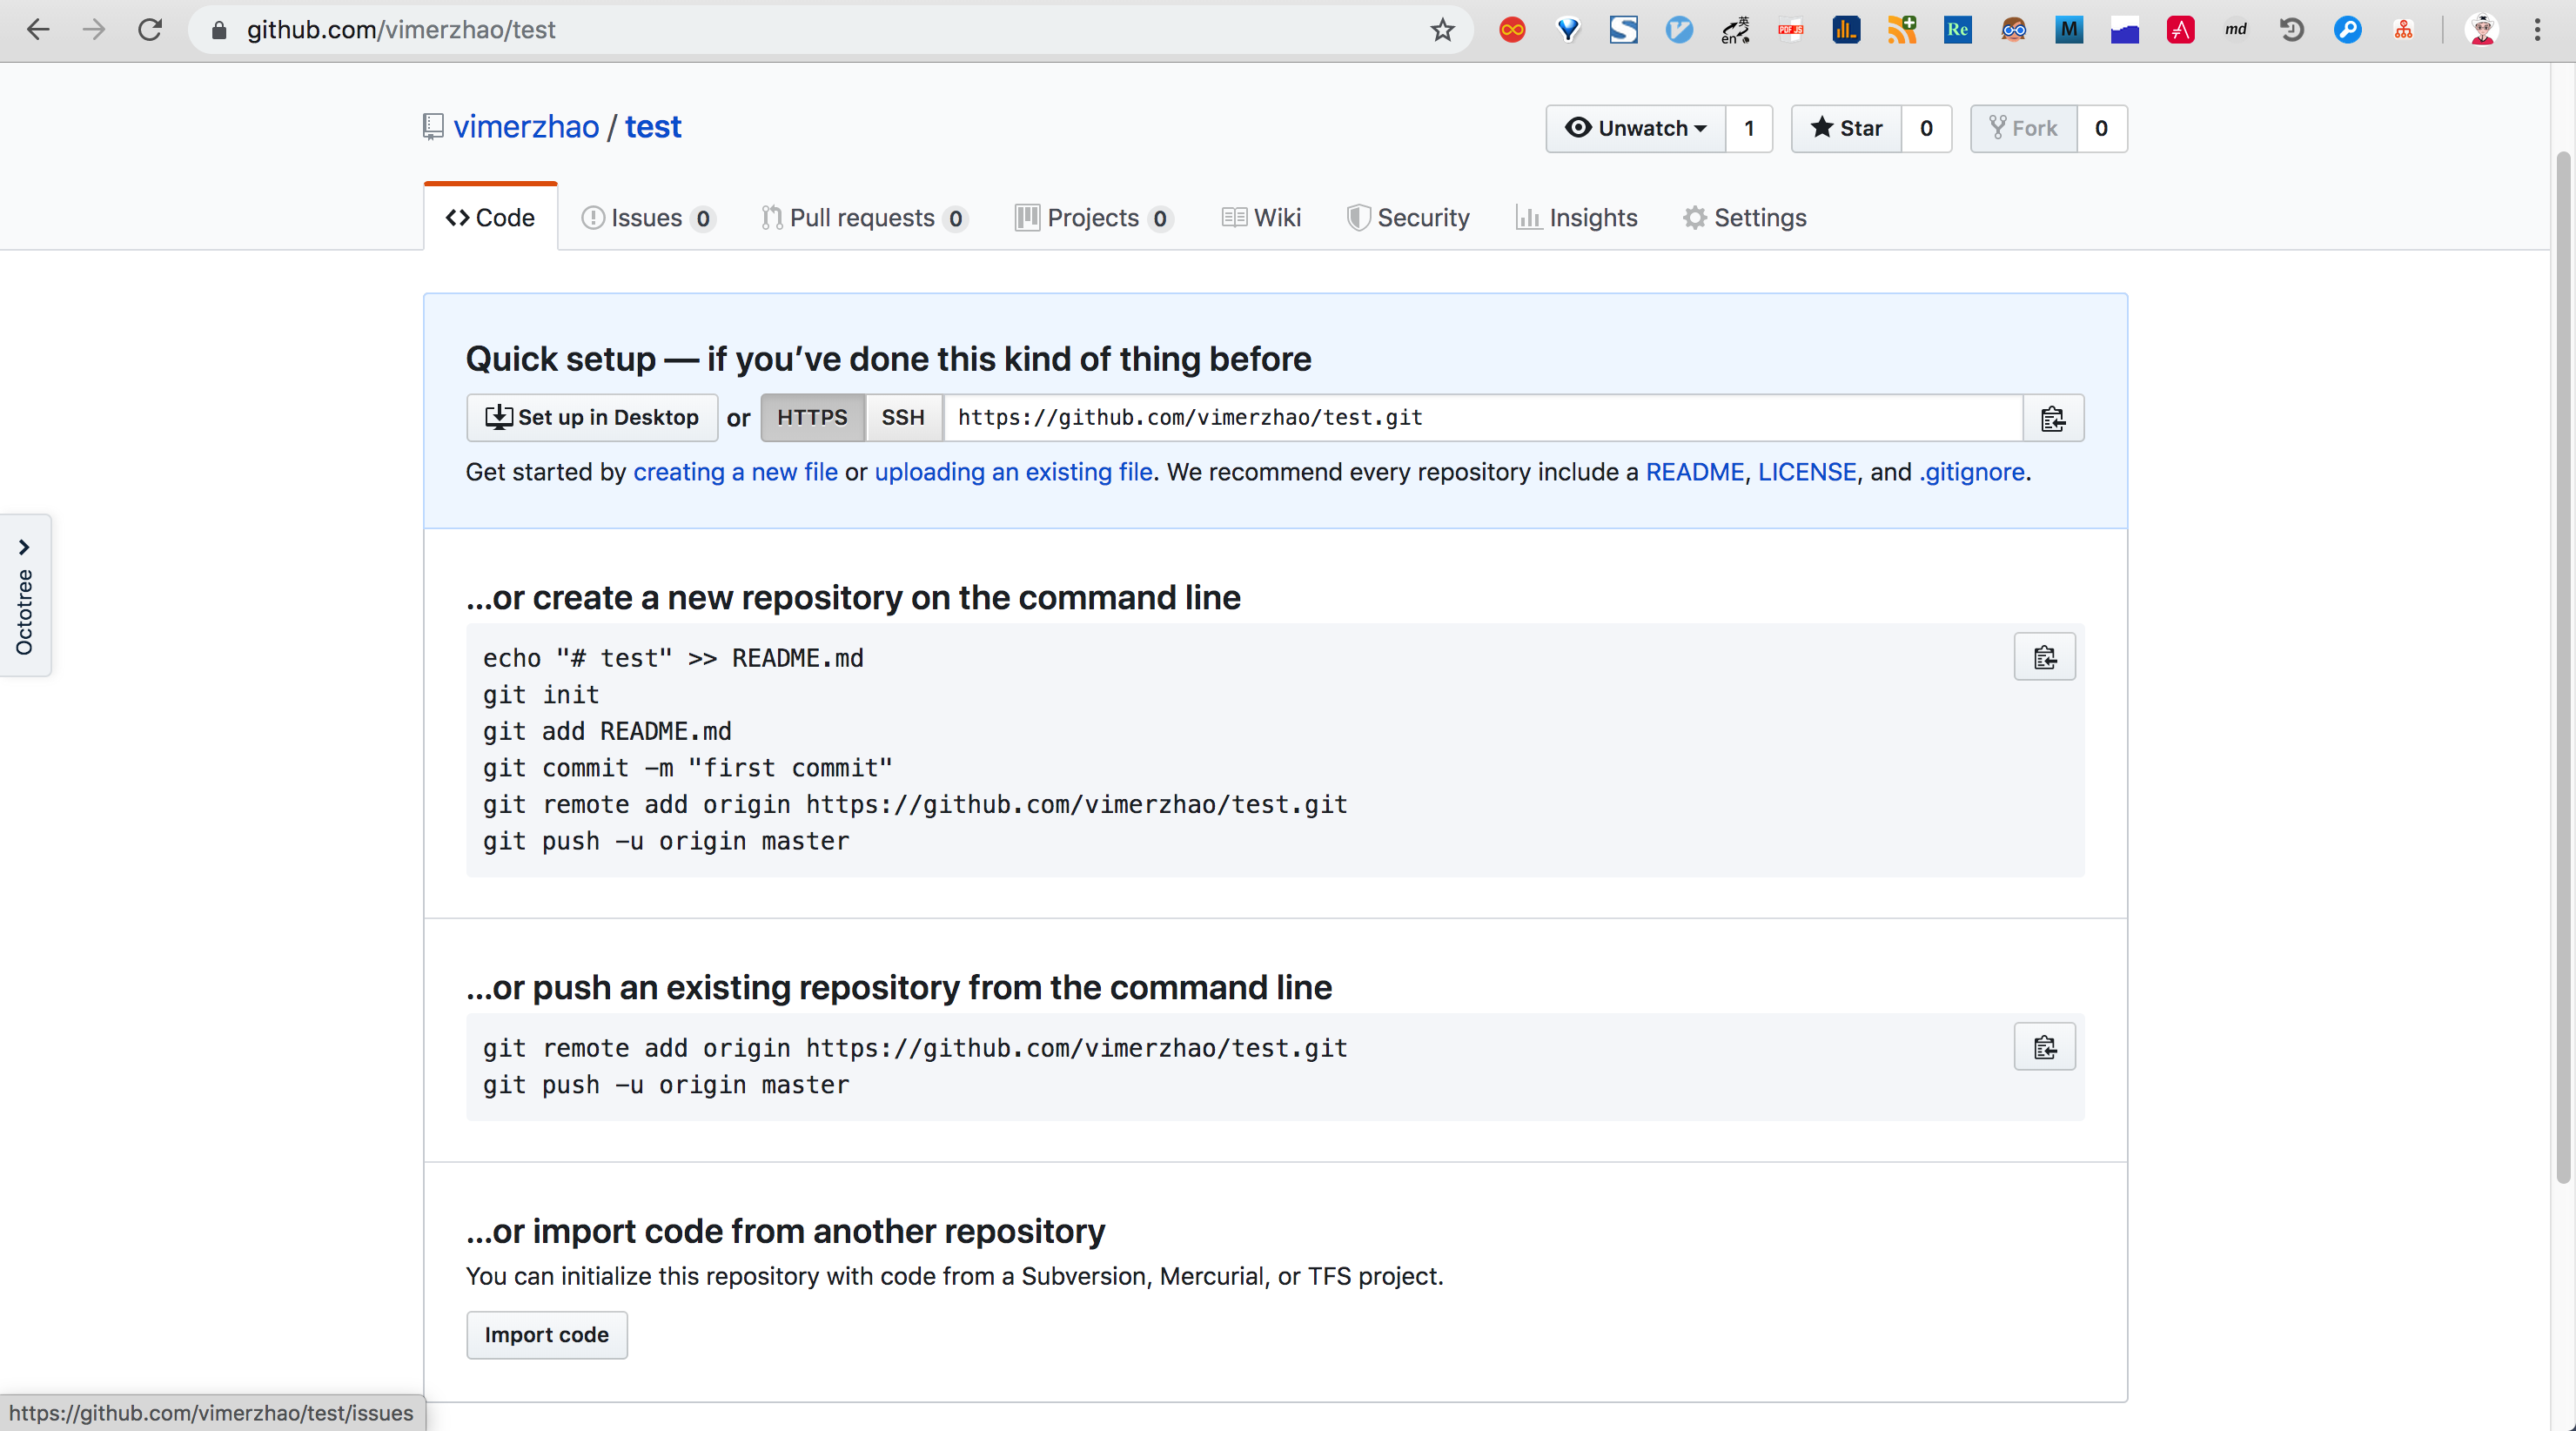 github.com/vimerzhao/test
英
en
PDF JS
Re
M
md
vimerzhao / test
Unwatch 1 Star 0 Fork 0
Code Issues 0 Pull requests 0 Projects 0 Wiki Security Insights Settings
Quick setup — if you’ve done this kind of thing before
Set up in Desktop or HTTPS SSH https://github.com/vimerzhao/test.git
Get started by creating a new file or uploading an existing file. We recommend every repository include a README, LICENSE, and .gitignore.
Octotree
…or create a new repository on the command line
echo "# test" >> README.md
git init
git add README.md
git commit -m "first commit"
git remote add origin https://github.com/vimerzhao/test.git
git push -u origin master
…or push an existing repository from the command line
git remote add origin https://github.com/vimerzhao/test.git
git push -u origin master
…or import code from another repository
You can initialize this repository with code from a Subversion, Mercurial, or TFS project.
Import code
https://github.com/vimerzhao/test/issues